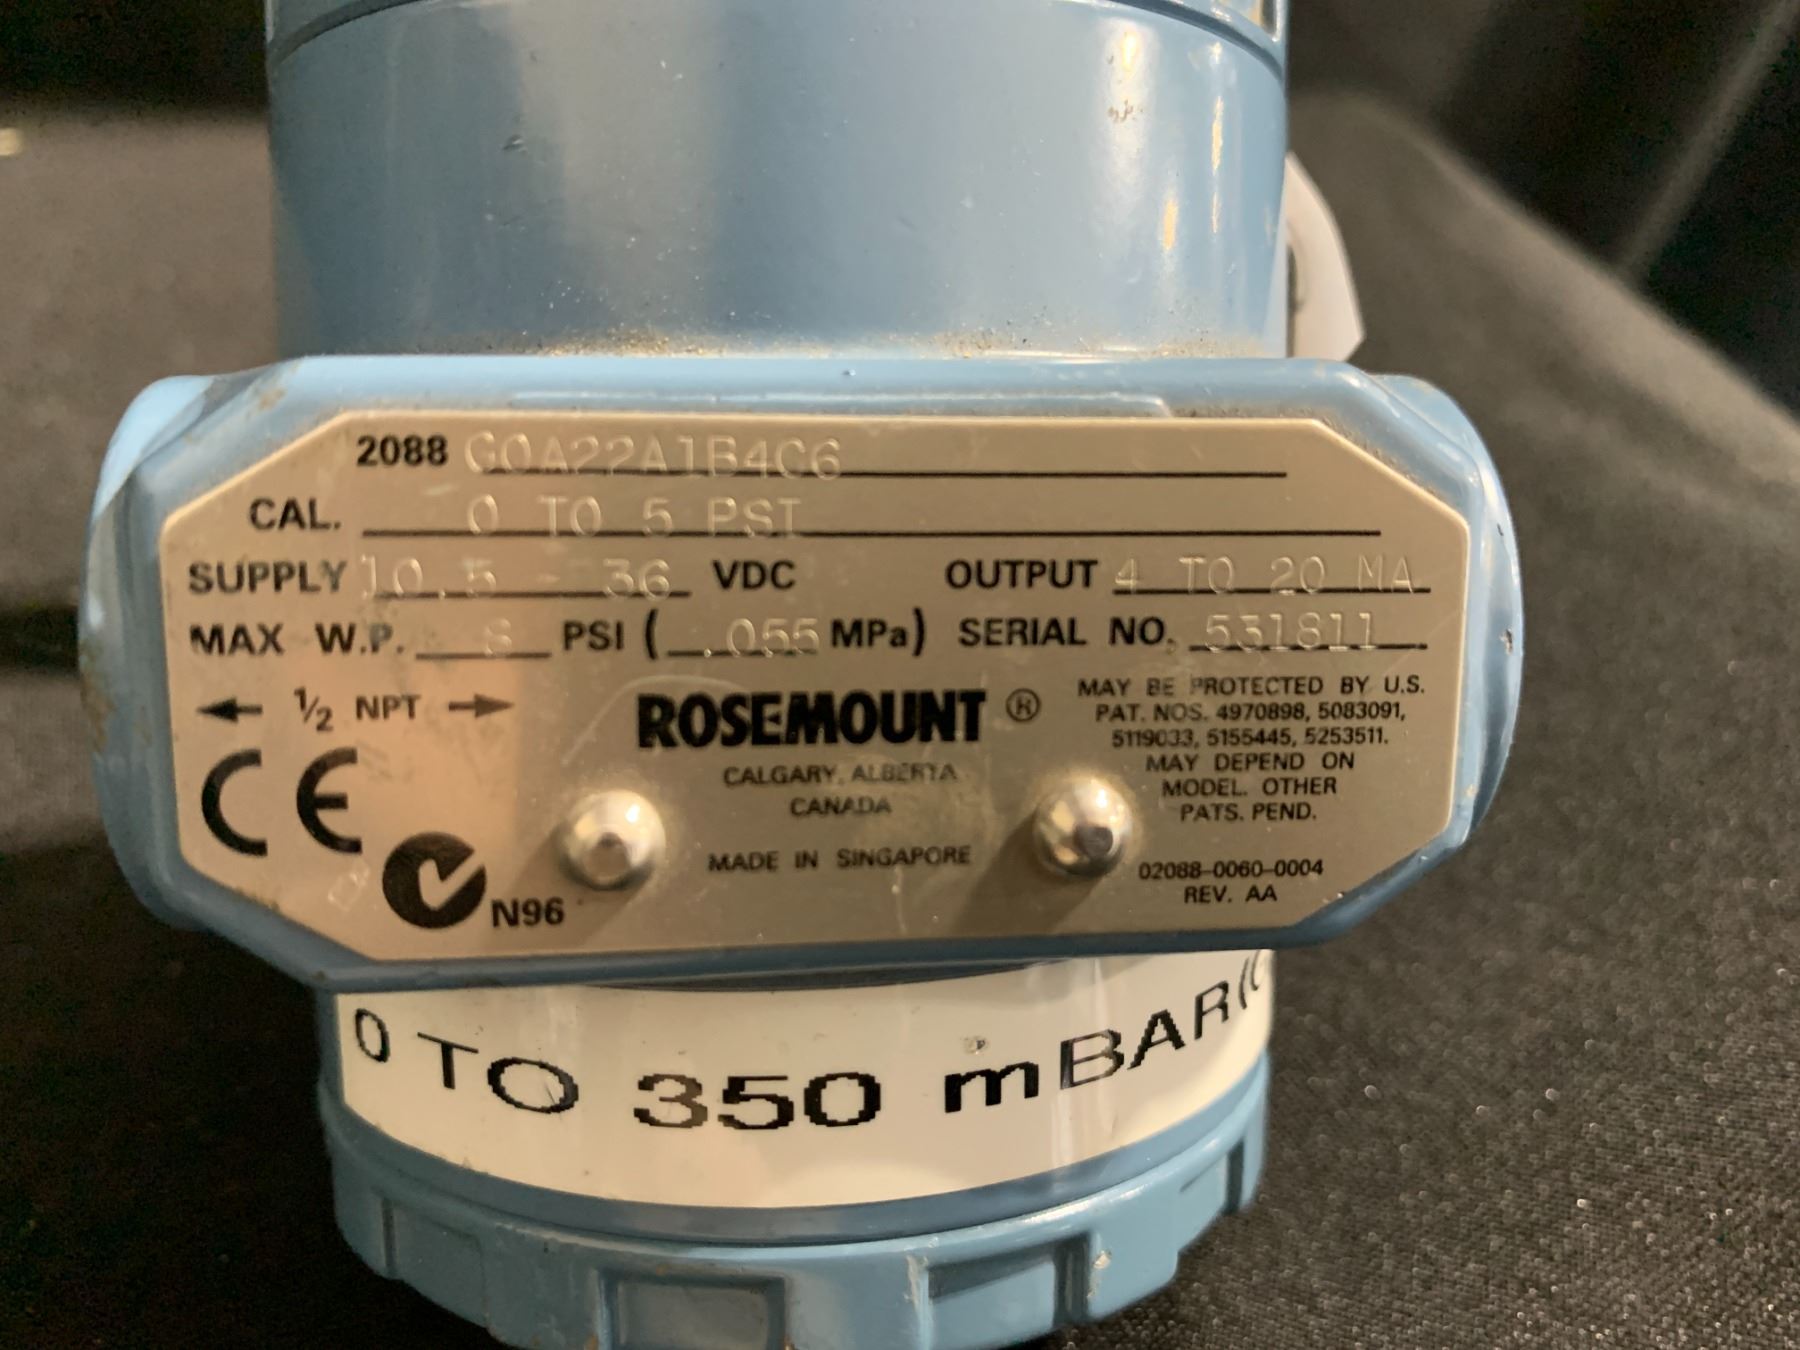 2088 G0A22A1B4C6
CAL. 0 TO 5 PSI
SUPPLY 10.5 - 36 VDC OUTPUT 4 TO 20 MA
MAX W.P. 8 PSI ( .055 MPa) SERIAL NO. 531811
← 1/2 NPT →
ROSEMOUNT ®
CALGARY, ALBERTA
CANADA
MADE IN SINGAPORE
MAY BE PROTECTED BY U.S.
PAT. NOS. 4970898, 5083091,
5119033, 5155445, 5253511.
MAY DEPEND ON
MODEL. OTHER
PATS. PEND.
02088-0060-0004
REV. AA
CE
N96
0 TO 350 mBAR(